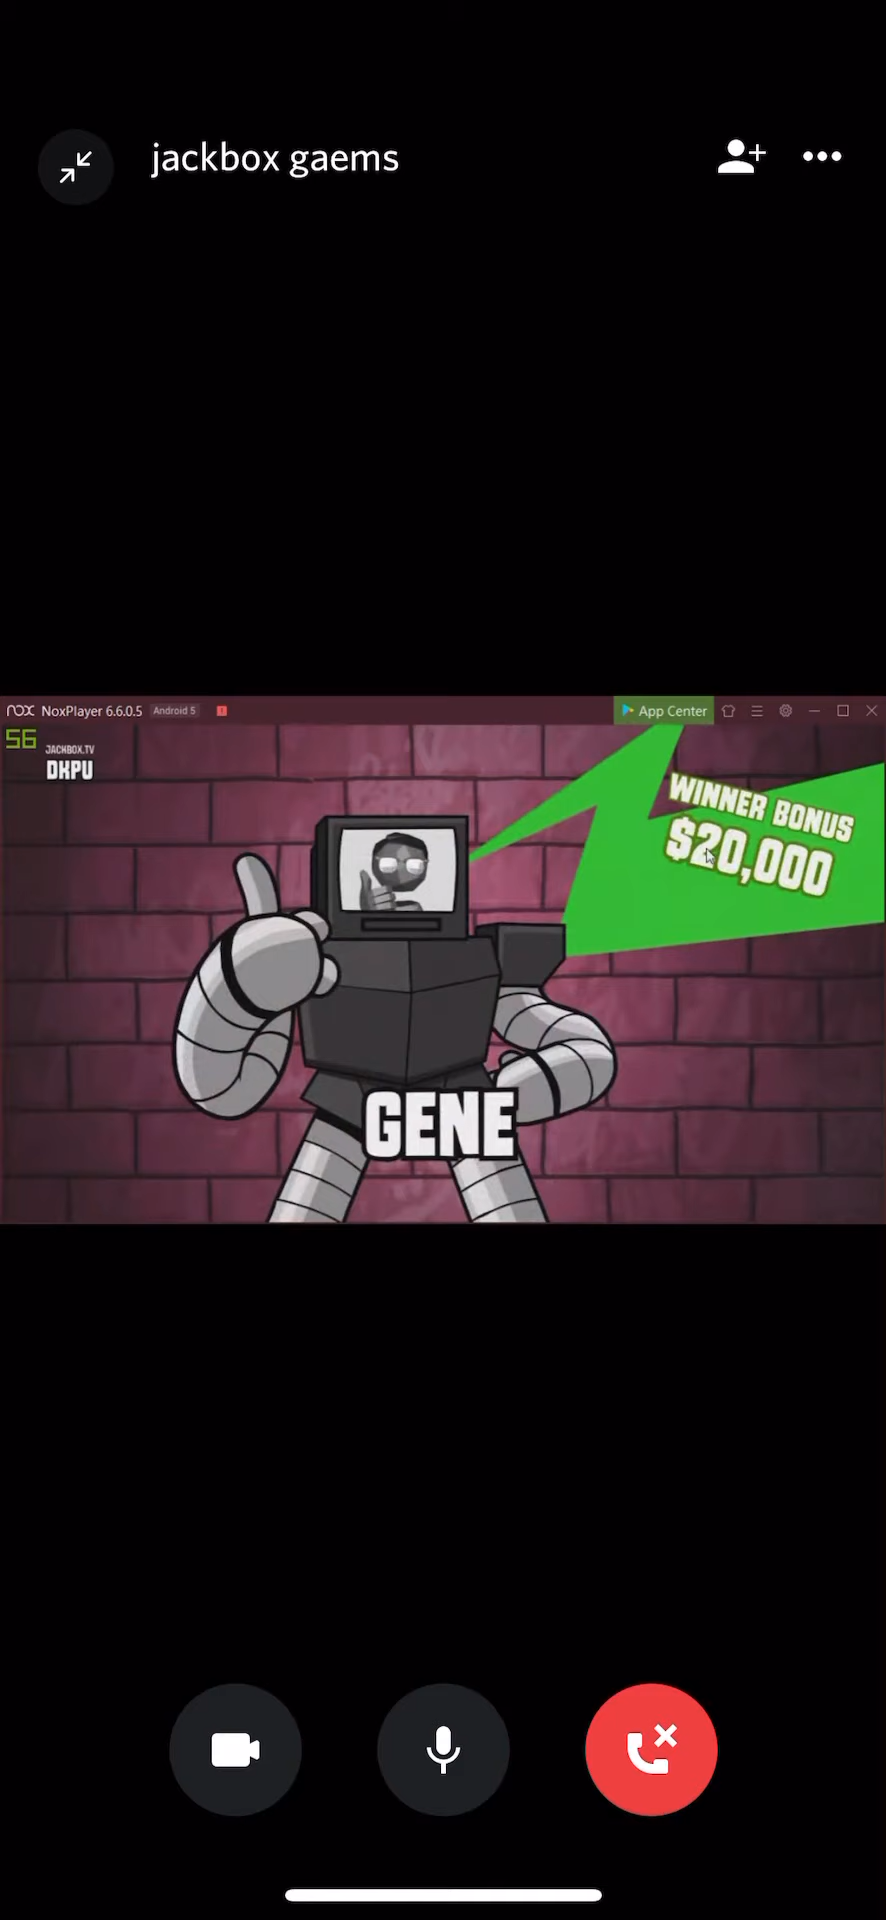 jackbox gaems
nox NoxPlayer 6.6.0.5 Android 5
App Center
56
JACKBOX.TV
DKPU
WINNER BONUS
$20,000
GENE